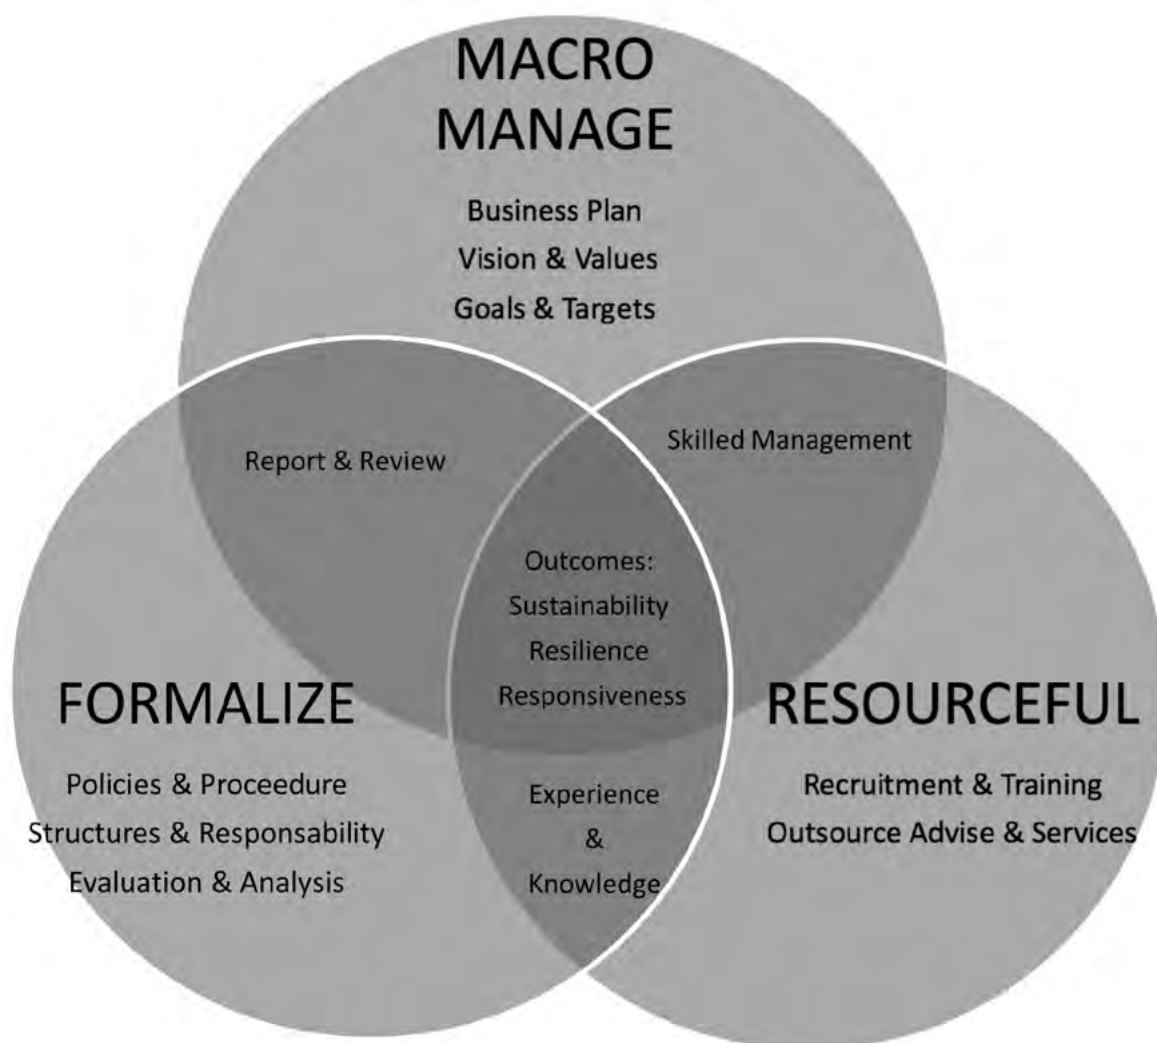 MACRO
MANAGE
Business Plan
Vision & Values
Goals & Targets
Report & Review
Skilled Management
Outcomes:
Sustainability
Resilience
Responsiveness
FORMALIZE
Policies & Proceedure
Structures & Responsability
Evaluation & Analysis
Experience
&
Knowledge
RESOURCEFUL
Recruitment & Training
Outsource Advise & Services